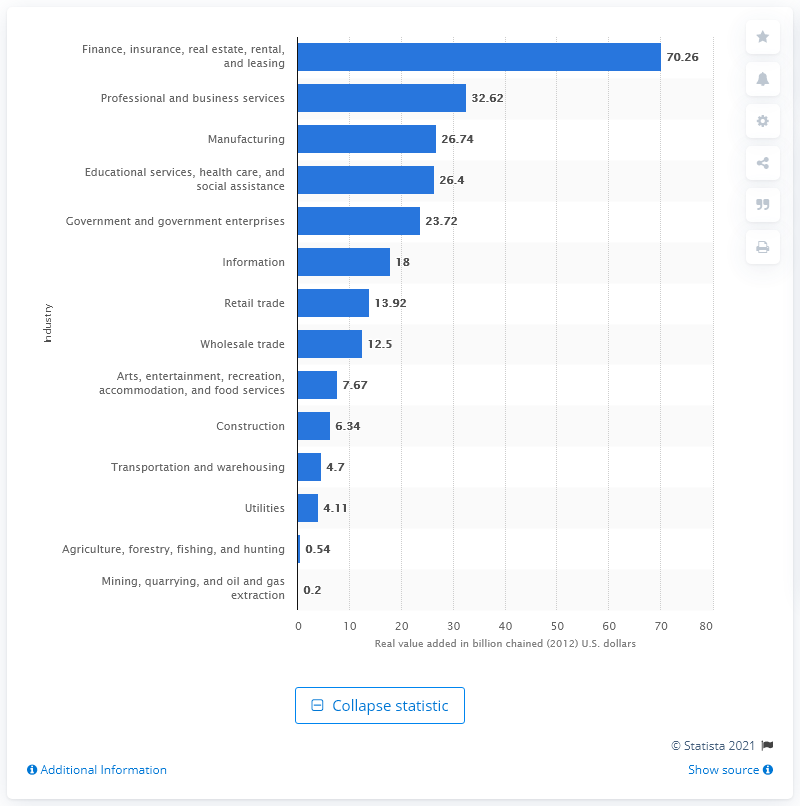 Finance, insurance, real estate, rental,
and leasing
70.26
Professional and business services
32.62
Manufacturing
26.74
Educational services, health care, and
social assistance
26.4
Government and government enterprises
23.72
Information
18
Retail trade
13.92
Wholesale trade
12.5
Arts, entertainment, recreation,
accommodation, and food services
7.67
Construction
6.34
Transportation and warehousing
4.7
Utilities
4.11
Agriculture, forestry, fishing, and hunting
0.54
Mining, quarrying, and oil and gas
extraction
0.2
Industry
0 10 20 30 40 50 60 70 80
Real value added in billion chained (2012) U.S. dollars
Collapse statistic
© Statista 2021
Additional Information
Show source